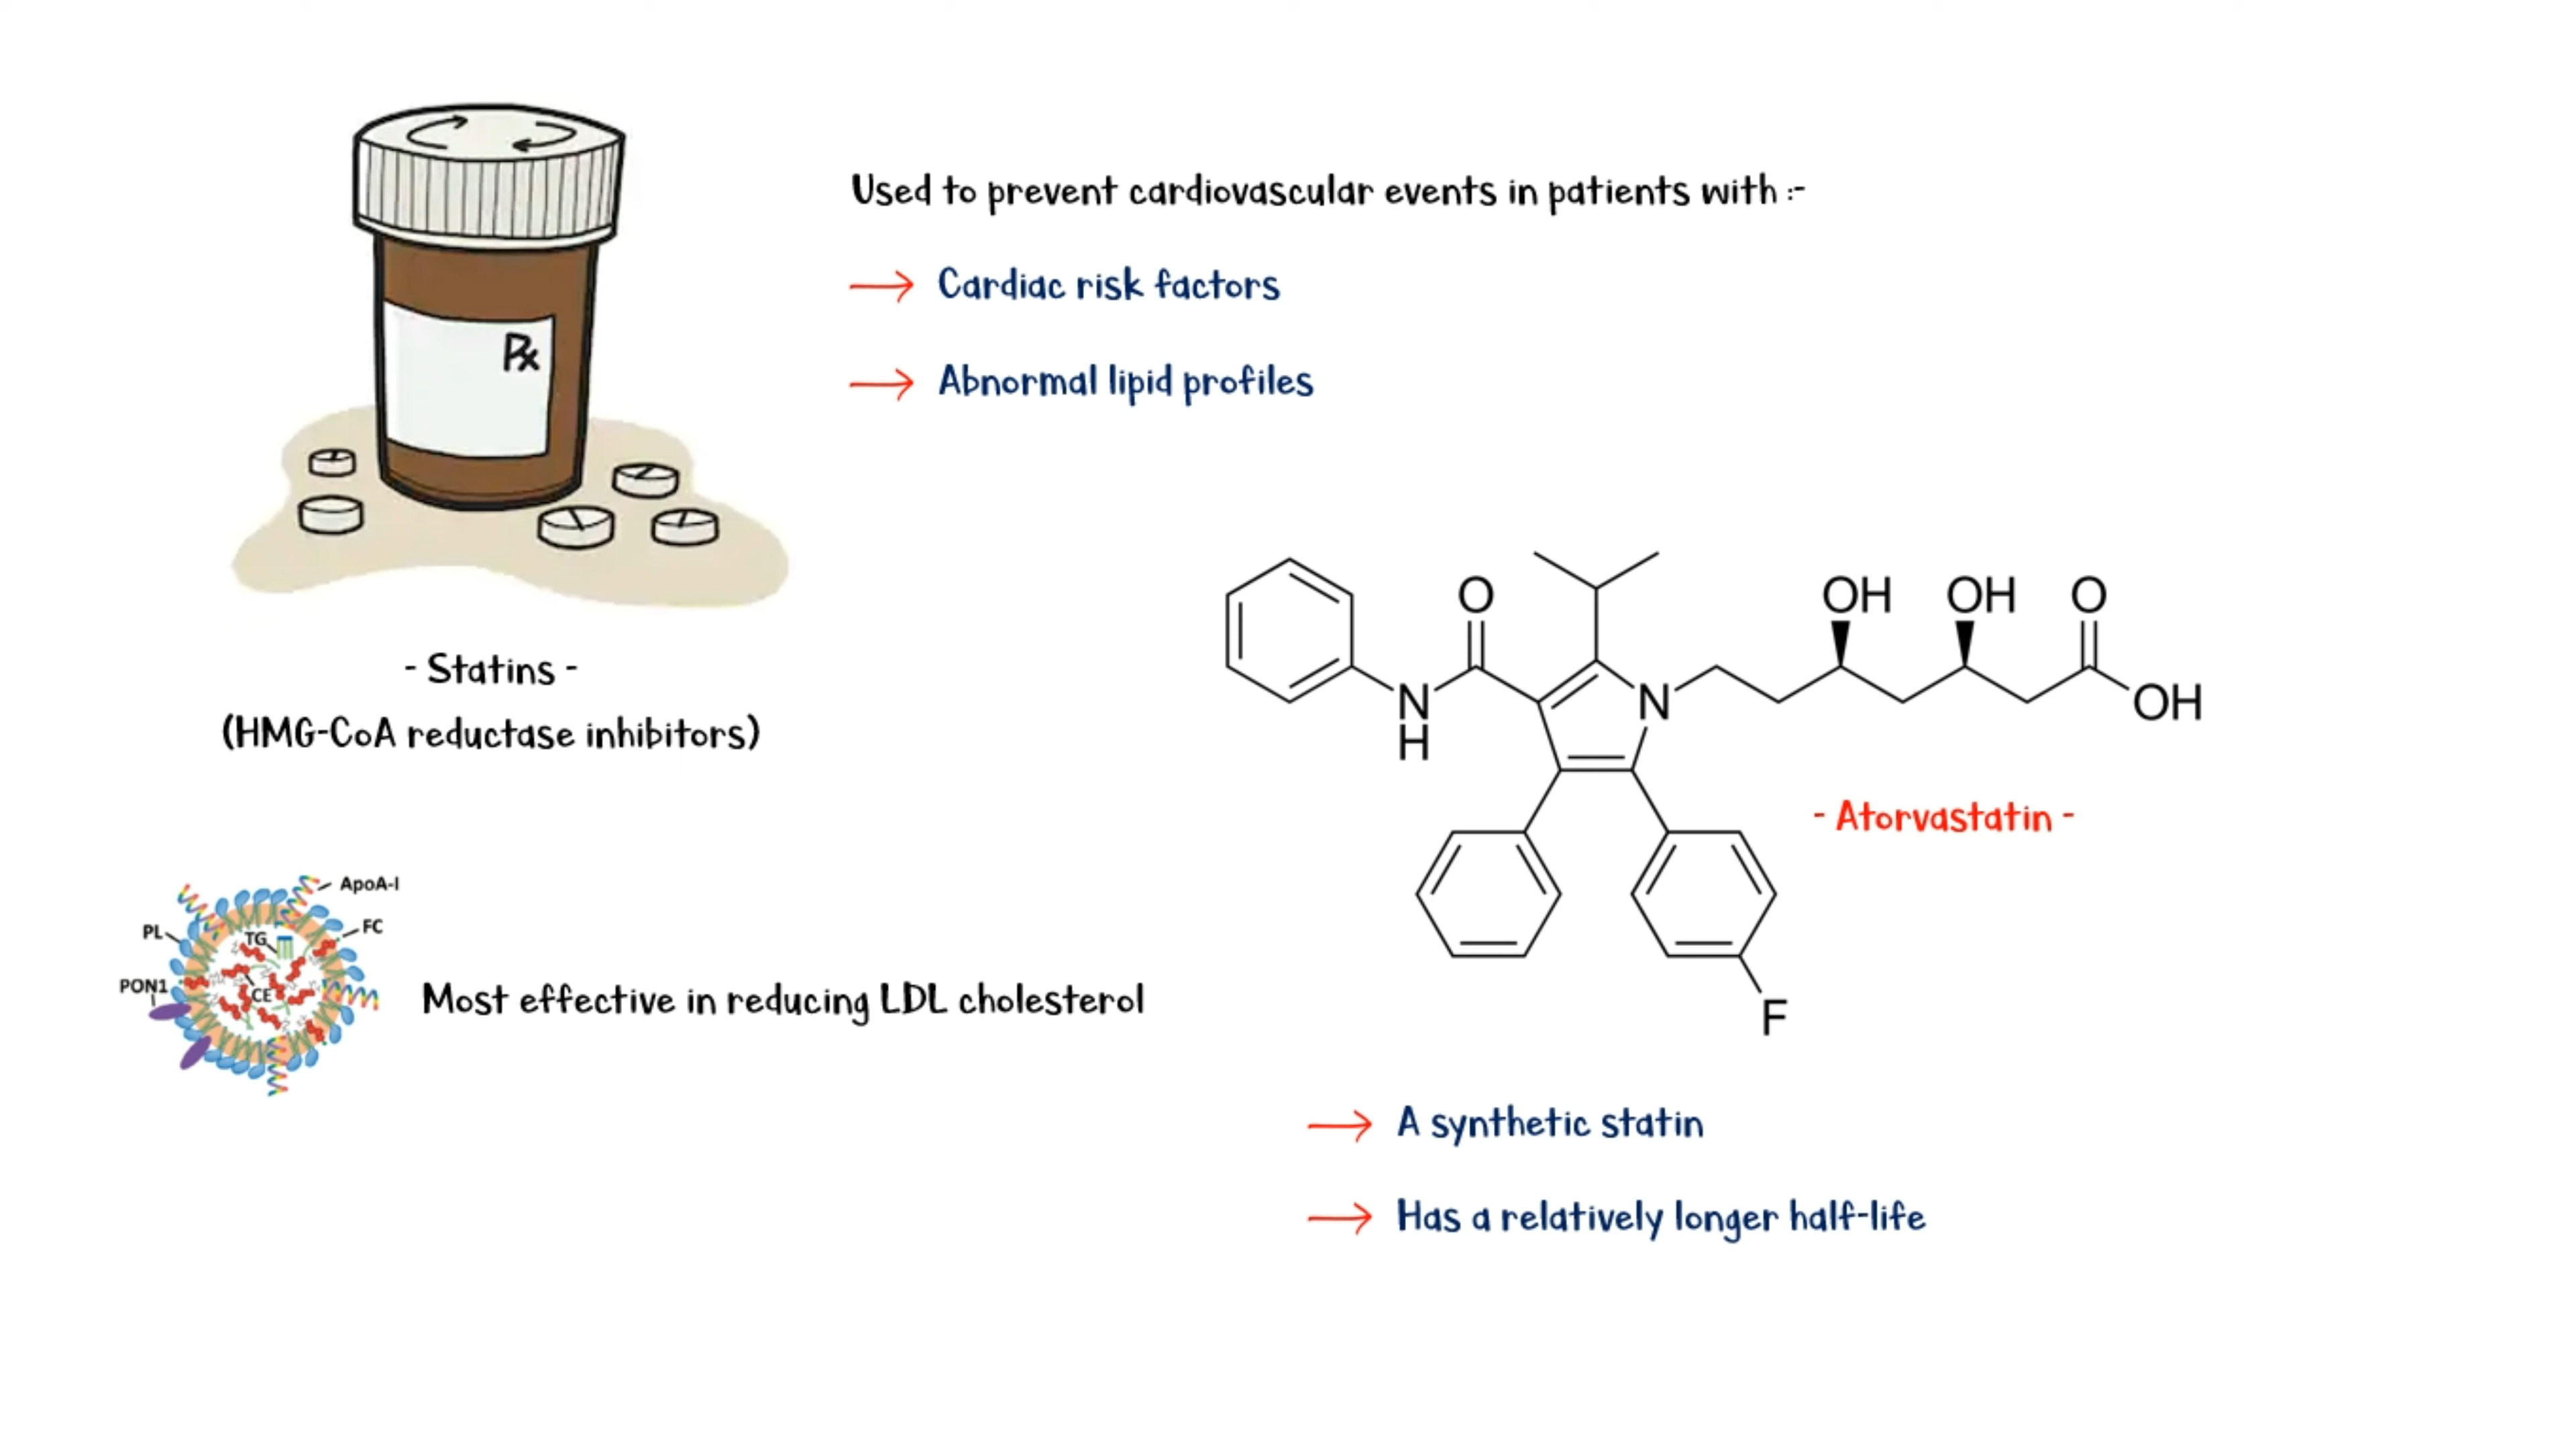 Rx
- Statins -
(HMG-CoA reductase inhibitors)
Used to prevent cardiovascular events in patients with :-
Cardiac risk factors
Abnormal lipid profiles
O
OH
OH
O
N
H
N
OH
F
- Atorvastatin -
ApoA-I
PL
FC
TG
PON1
CE
Most effective in reducing LDL cholesterol
A synthetic statin
Has a relatively longer half-life